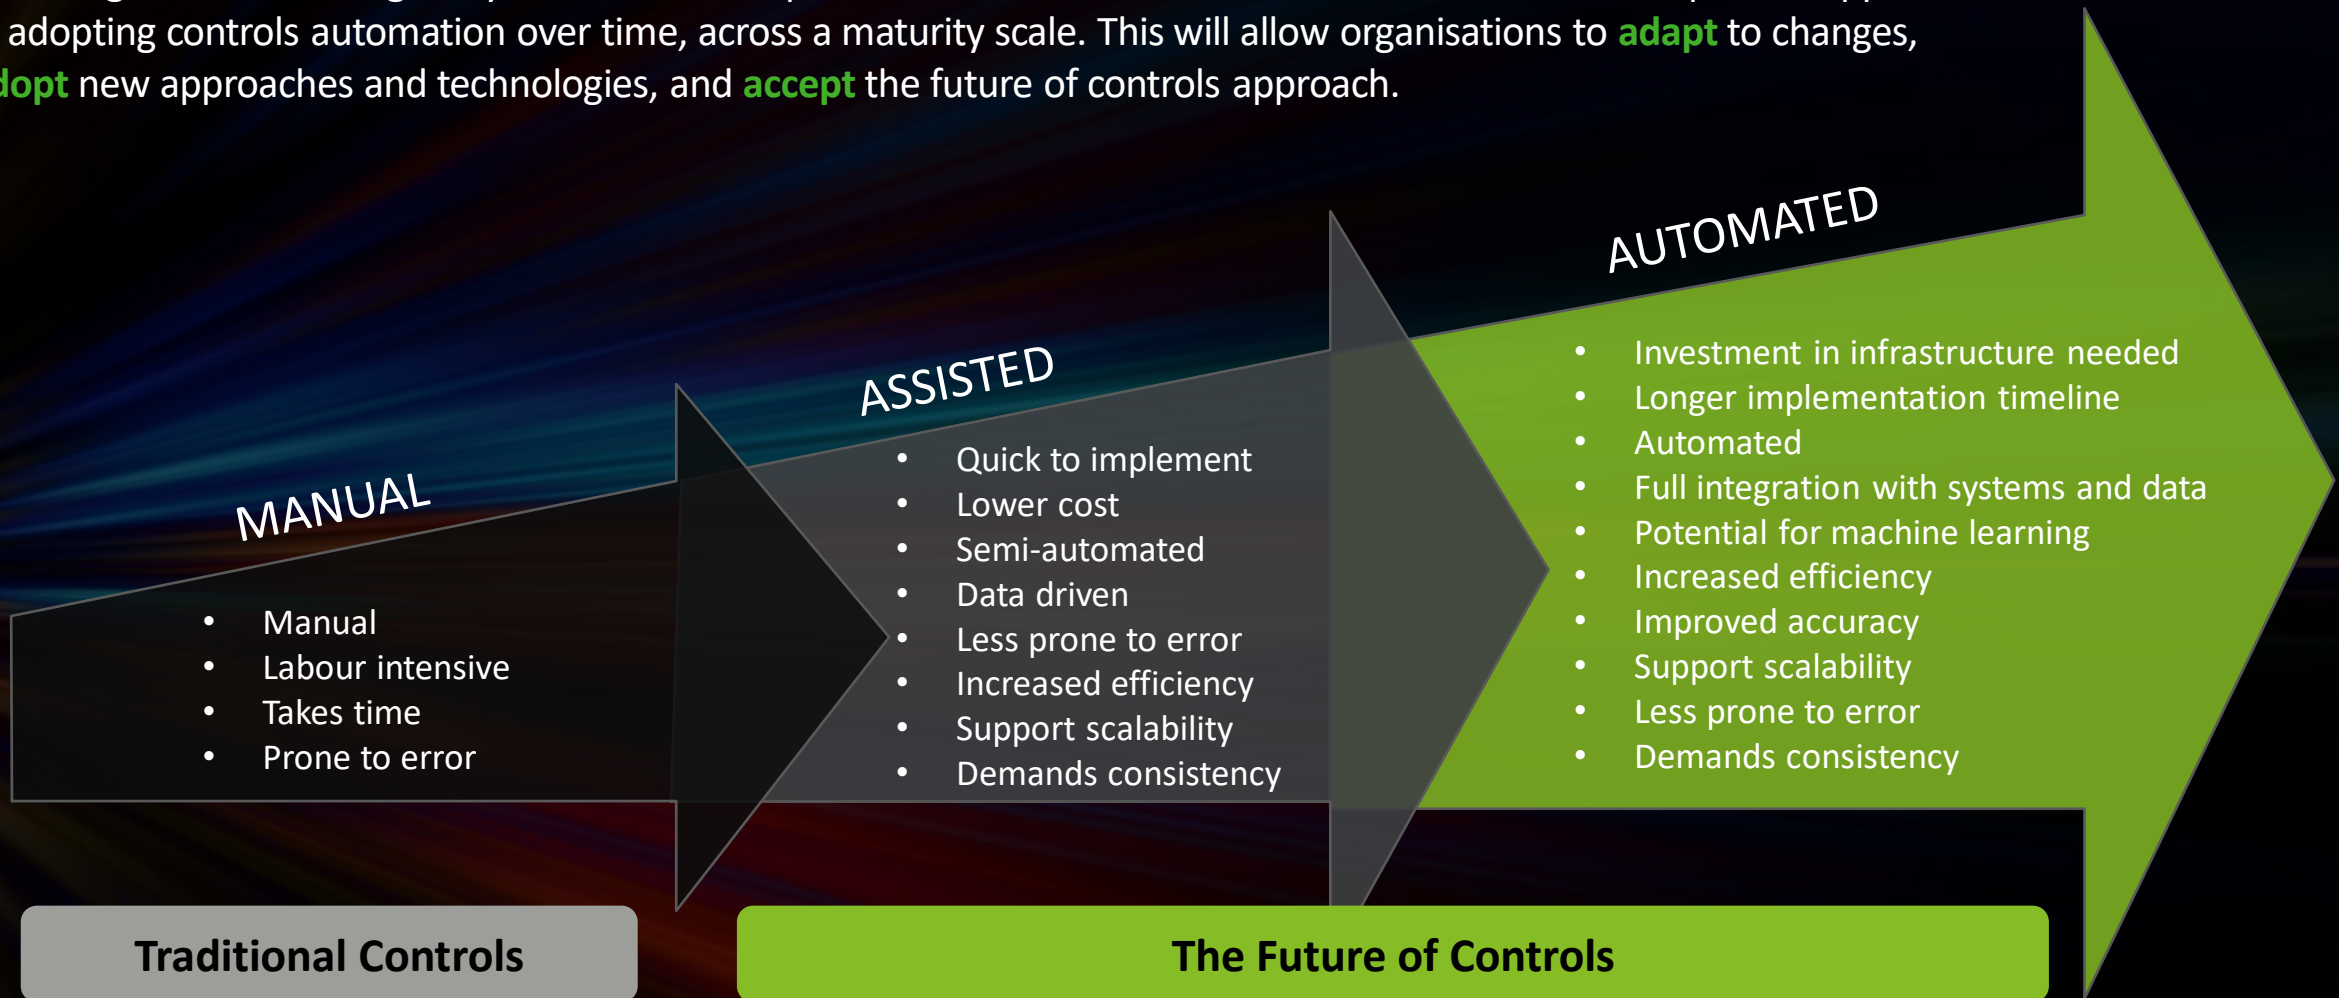 adopting controls automation over time, across a maturity scale. This will allow organisations to adapt to changes,
new approaches and technologies, and accept the future of controls approach.
AUTOMATED
• Investment in infrastructure needed
• Longer implementation timeline
• Automated
• Full integration with systems and data
• Potential for machine learning
• Increased efficiency
• Improved accuracy
• Support scalability
• Less prone to error
• Demands consistency
ASSISTED
• Quick to implement
• Lower cost
• Semi-automated
• Data driven
• Less prone to error
• Increased efficiency
• Support scalability
• Demands consistency
MANUAL
• Manual
• Labour intensive
• Takes time
• Prone to error
Traditional Controls
The Future of Controls